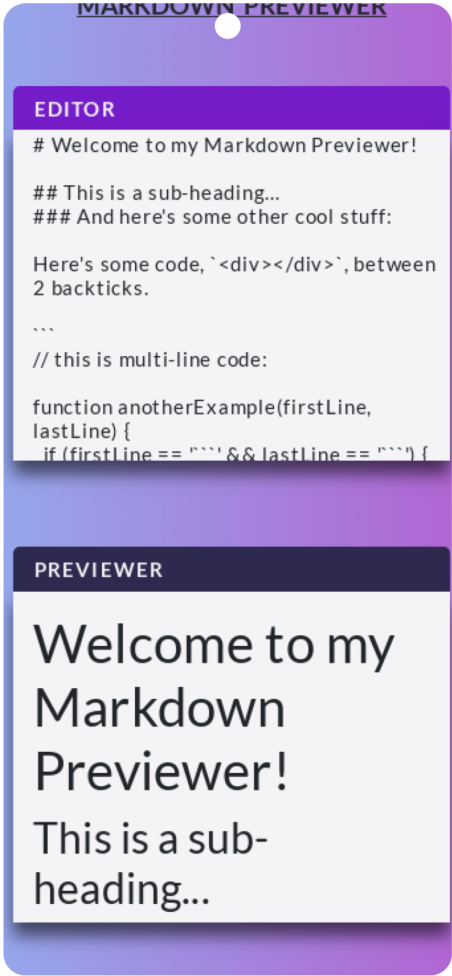 MARKDOWN PREVIEWER
EDITOR
# Welcome to my Markdown Previewer!
## This is a sub-heading...
### And here's some other cool stuff:
Here's some code, `<div></div>`, between
2 backticks.
```
// this is multi-line code:
function anotherExample(firstLine,
lastLine) {
if (firstLine == '```' && lastLine == '```') {
PREVIEWER
Welcome to my
Markdown
Previewer!
This is a sub-
heading...